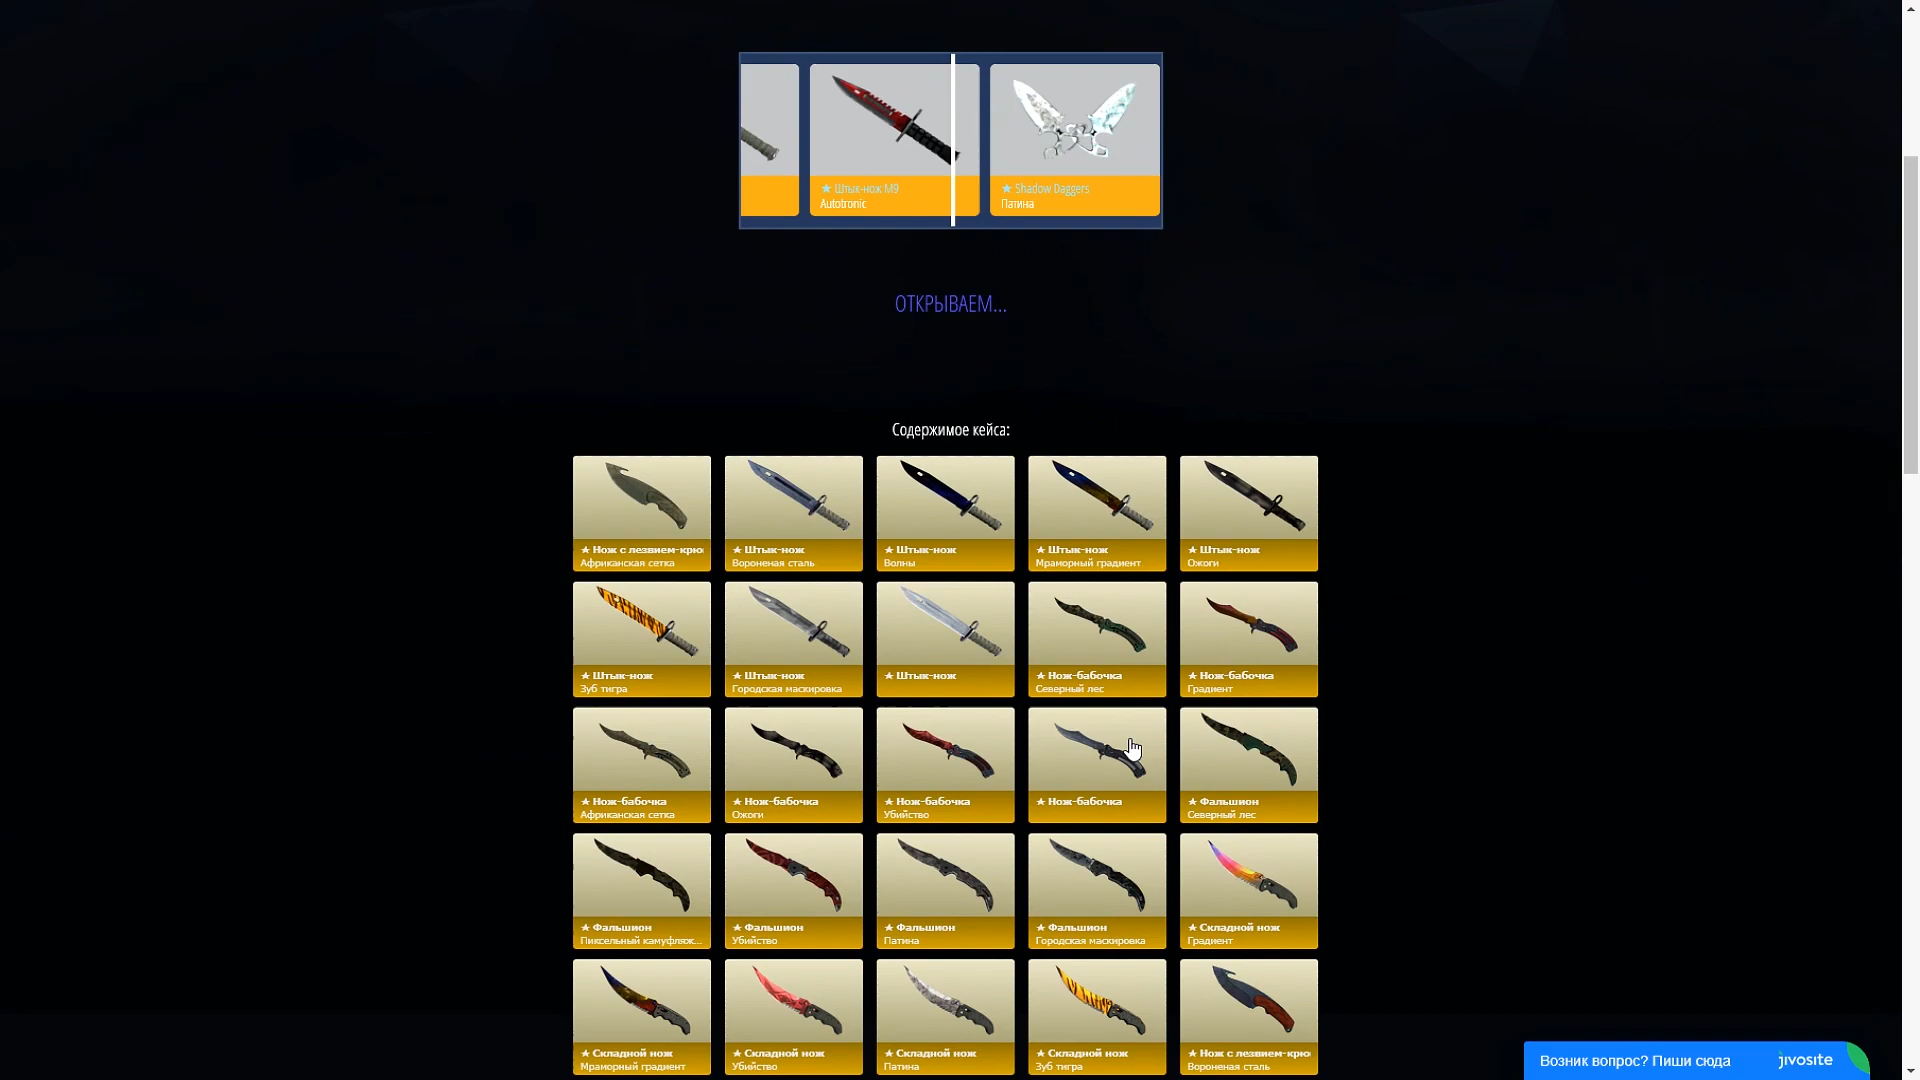 ★ Штык-нож M9
Autotronic
★ Shadow Daggers
Патина
ОТКРЫВАЕМ...
Содержимое кейса:
★ Нож с лезвием-крю
Африканская сетка
★ Штык-нож
Вороненая сталь
★ Штык-нож
Волны
★ Штык-нож
Мраморный градиент
★ Штык-нож
Ожоги
★ Штык-нож
Зуб тигра
★ Штык-нож
Городская маскировка
★ Штык-нож
★ Нож-бабочка
Северный лес
★ Нож-бабочка
Градиент
★ Нож-бабочка
Африканская сетка
★ Нож-бабочка
Ожоги
★ Нож-бабочка
Убийство
★ Нож-бабочка
★ Фальшион
Северный лес
★ Фальшион
Пиксельный камуфляж...
★ Фальшион
Убийство
★ Фальшион
Патина
★ Фальшион
Городская маскировка
★ Складной нож
Градиент
★ Складной нож
Мраморный градиент
★ Складной нож
Убийство
★ Складной нож
Патина
★ Складной нож
Зуб тигра
★ Нож с лезвием-крю
Вороненая сталь
Возник вопрос? Пиши сюда
jivosite